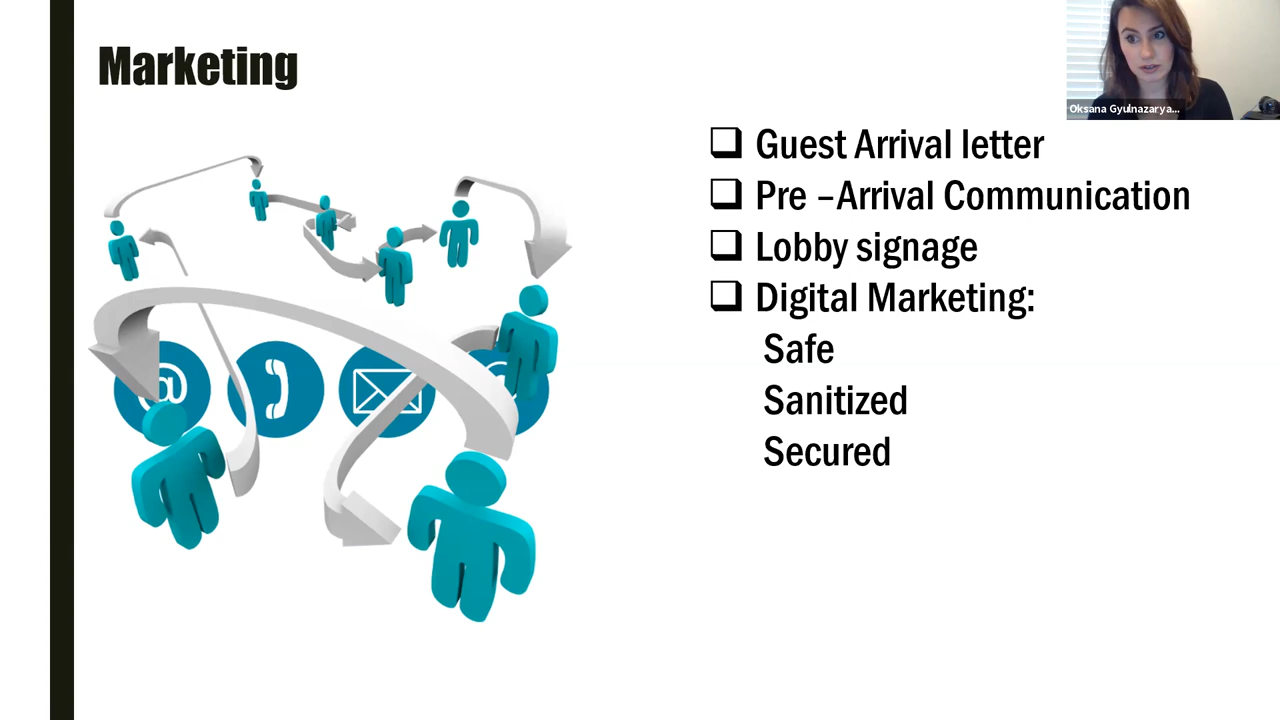 Marketing
Oksana Gyulnazarya...
❑ Guest Arrival letter
❑ Pre –Arrival Communication
❑ Lobby signage
❑ Digital Marketing:
Safe
Sanitized
Secured